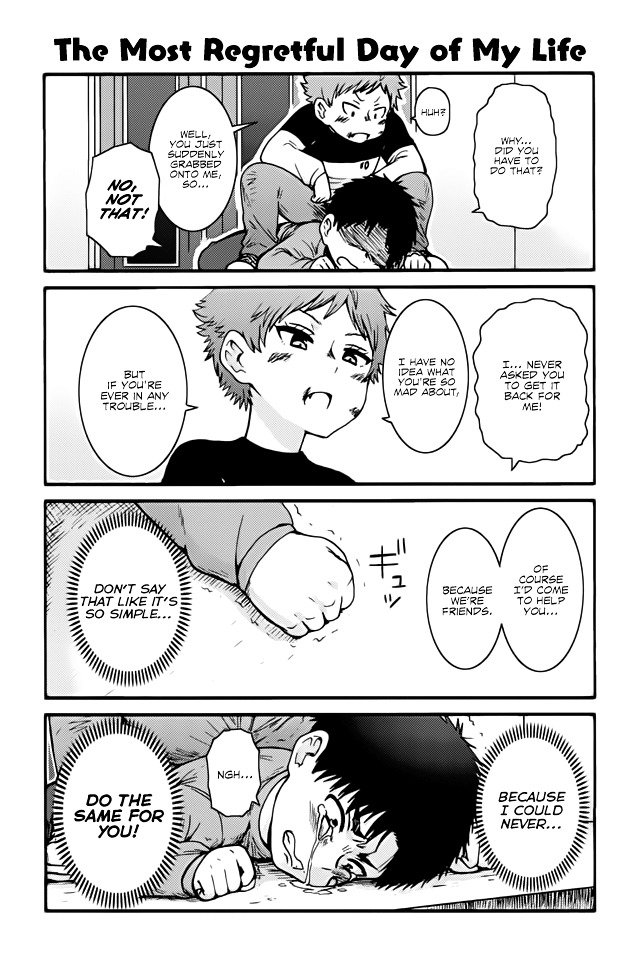 The Most Regretful Day of My Life
WHY...
DID YOU
HAVE TO
DO THAT?
HUH?
WELL,
YOU JUST
SUDDENLY
GRABBED
ONTO ME,
SO...
NO,
NOT
THAT!
10
I... NEVER
ASKED YOU
TO GET IT
BACK FOR
ME!
I HAVE NO
IDEA WHAT
YOU'RE SO
MAD ABOUT,
BUT
IF YOU'RE
EVER IN ANY
TROUBLE...
OF
COURSE
I'D COME
TO HELP
YOU...
BECAUSE
WE'RE
FRIENDS.
ギュッ
DON'T SAY
THAT LIKE IT'S
SO SIMPLE...
BECAUSE
I COULD
NEVER...
NGH...
DO THE
SAME FOR
YOU!